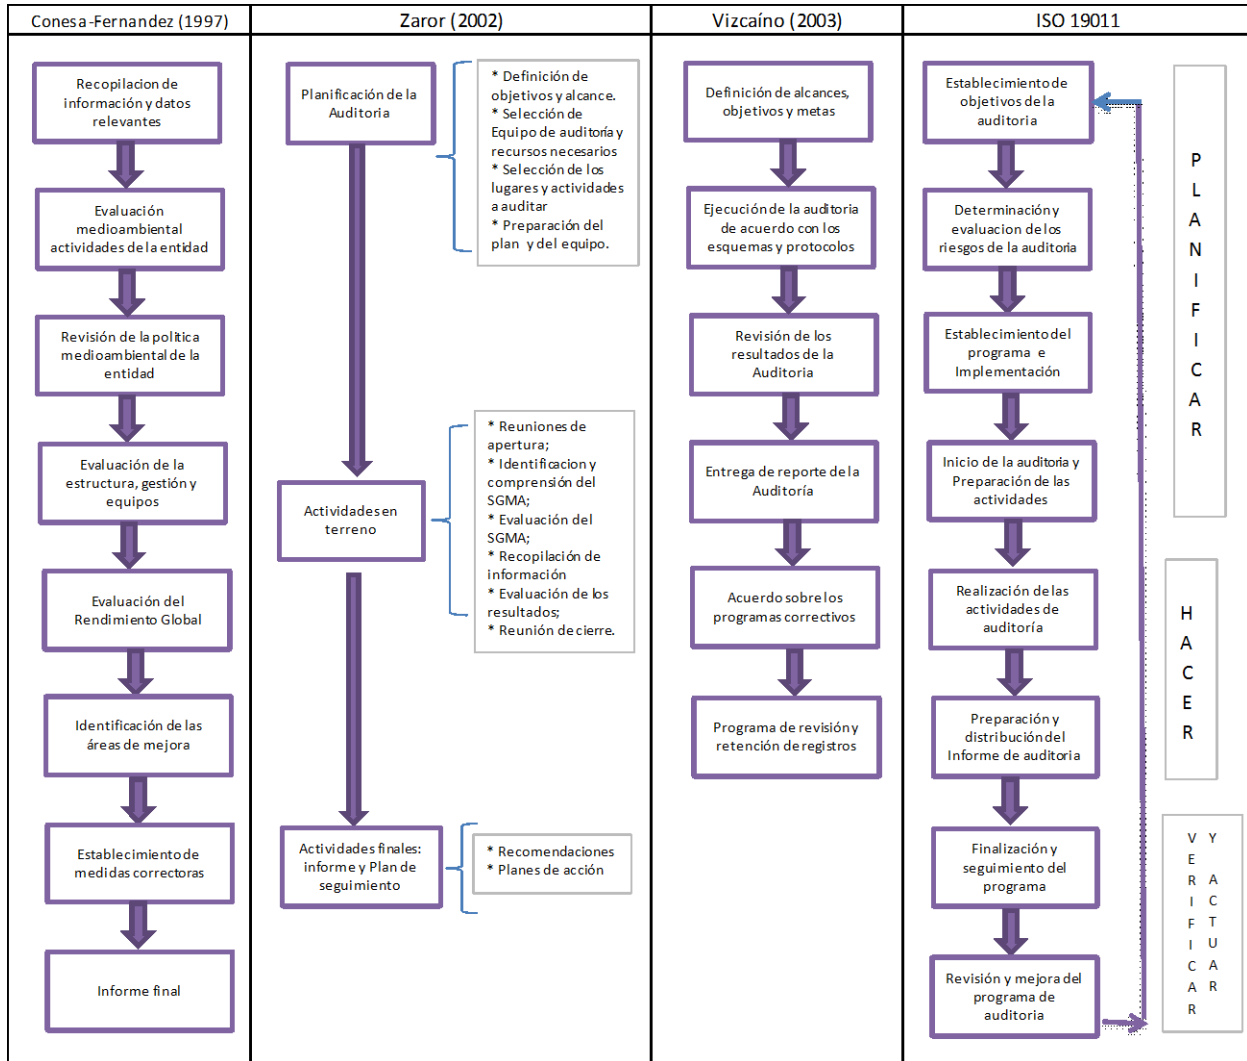 Conesa-Fernandez (1997)
Recopilacion de
información y datos
relevantes
Evaluación
medioambiental
actividades de la entidad
Revisión de la política
medioambiental de la
entidad
Evaluación de la
estructura, gestión y
equipos
Evaluación del
Rendimiento Global
Identificación de las
áreas de mejora
Establecimiento de
medidas correctoras
Informe final
Zaror (2002)
Planificación de la
Auditoria
* Definición de
objetivos y alcance.
* Selección de
Equipo de auditoría y
recursos necesarios
* Selección de los
lugares y actividades
a auditar
* Preparación del
plan y del equipo.
Actividades en
terreno
* Reuniones de
apertura;
* Identificacion y
comprensión del
SGMA;
* Evaluación del
SGMA;
* Recopilación de
información
* Evaluación de los
resultados;
* Reunión de cierre.
Actividades finales:
informe y Plan de
seguimiento
* Recomendaciones
* Planes de acción
Vizcaíno (2003)
Definición de alcances,
objetivos y metas
Ejecución de la auditoria
de acuerdo con los
esquemas y protocolos
Revisión de los
resultados de la
Auditoria
Entrega de reporte de la
Auditoría
Acuerdo sobre los
programas correctivos
Programa de revisión y
retención de registros
ISO 19011
Establecimiento de
objetivos de la
auditoria
Determinación y
evaluacion de los
riesgos de la auditoria
Establecimiento del
programa e
Implementación
Inicio de la auditoria y
Preparación de las
actividades
Realización de las
actividades de
auditoría
Preparación y
distribución del
Informe de auditoria
Finalización y
seguimiento del
programa
Revisión y mejora del
programa de
auditoria
PLANIFICAR
HACER
VERIFICAR
Y ACTUAR